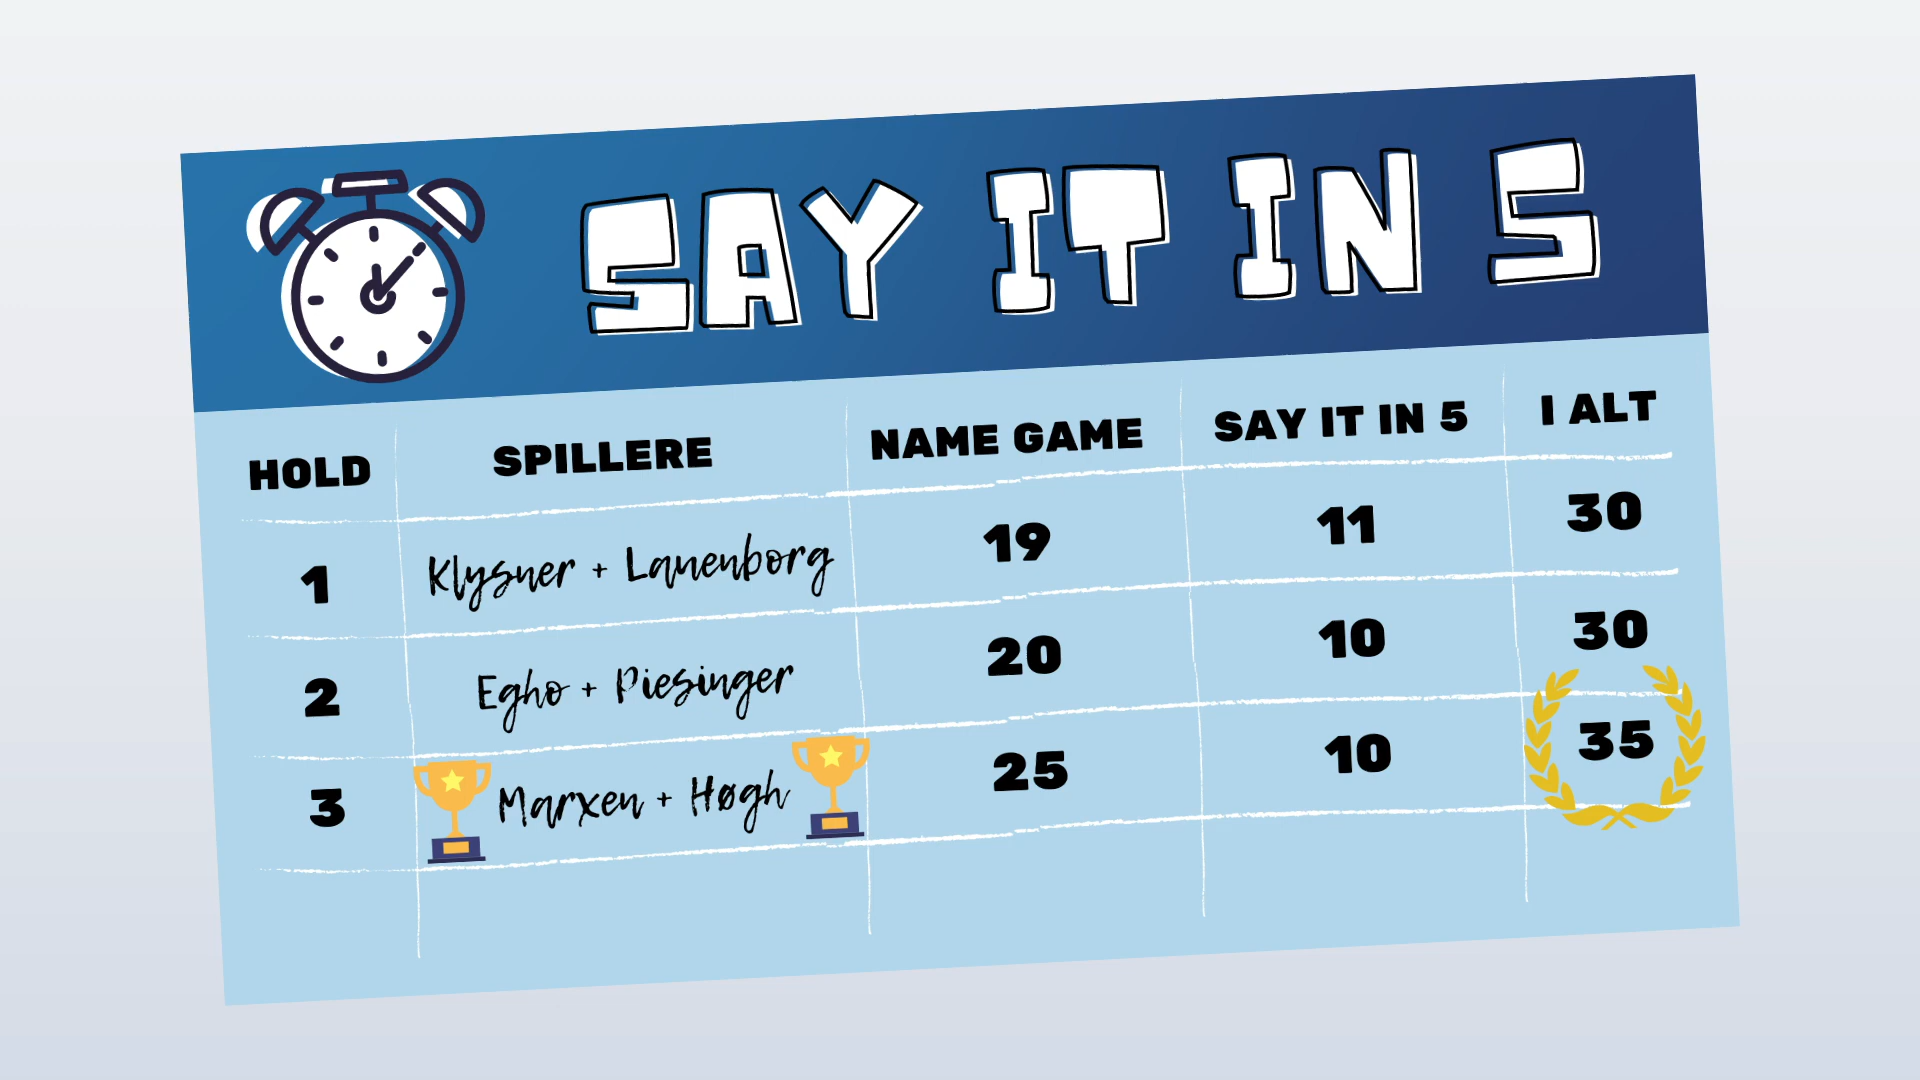 SAY IT IN 5
HOLD SPILLERE NAME GAME SAY IT IN 5 I ALT
1 Klysner + Lauenborg 19 11 30
2 Egho + Piesinger 20 10 30
3 Marxen + Høgh 25 10 35